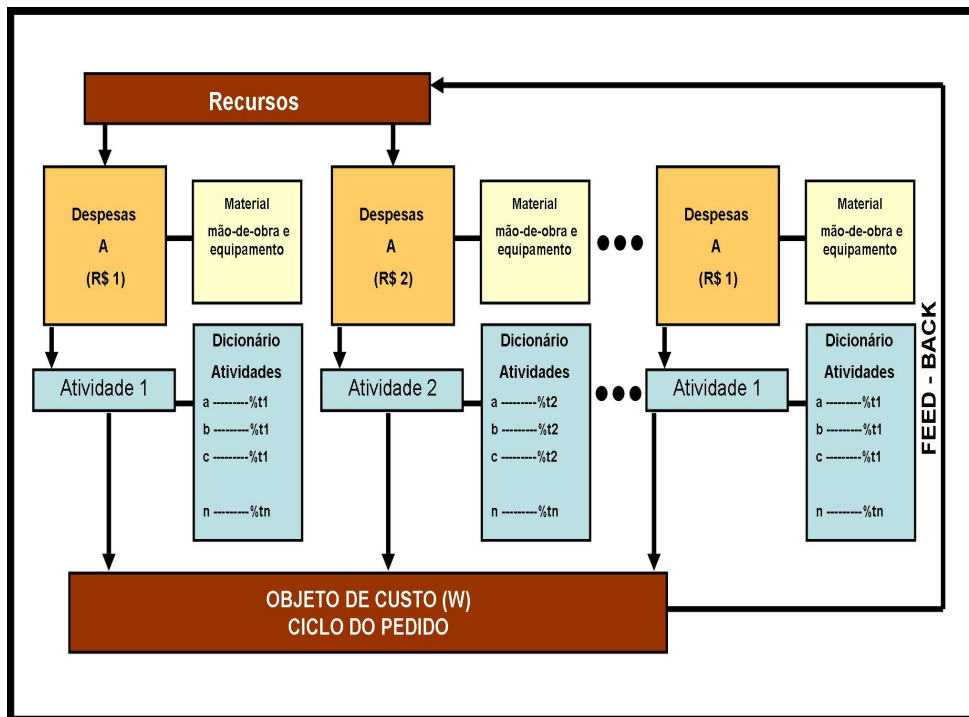 Recursos
Despesas
A
(R$ 1)
Material
mão-de-obra e
equipamento
Despesas
A
(R$ 2)
Material
mão-de-obra e
equipamento
Despesas
A
(R$ 1)
Material
mão-de-obra e
equipamento
Atividade 1
Dicionário
Atividades
a ---------%t1
b ---------%t1
c ---------%t1
n ---------%tn
Atividade 2
Dicionário
Atividades
a ---------%t2
b ---------%t2
c ---------%t2
n ---------%tn
Atividade 1
Dicionário
Atividades
a ---------%t1
b ---------%t1
c ---------%t1
n ---------%tn
FEED - BACK
OBJETO DE CUSTO (W)
CICLO DO PEDIDO